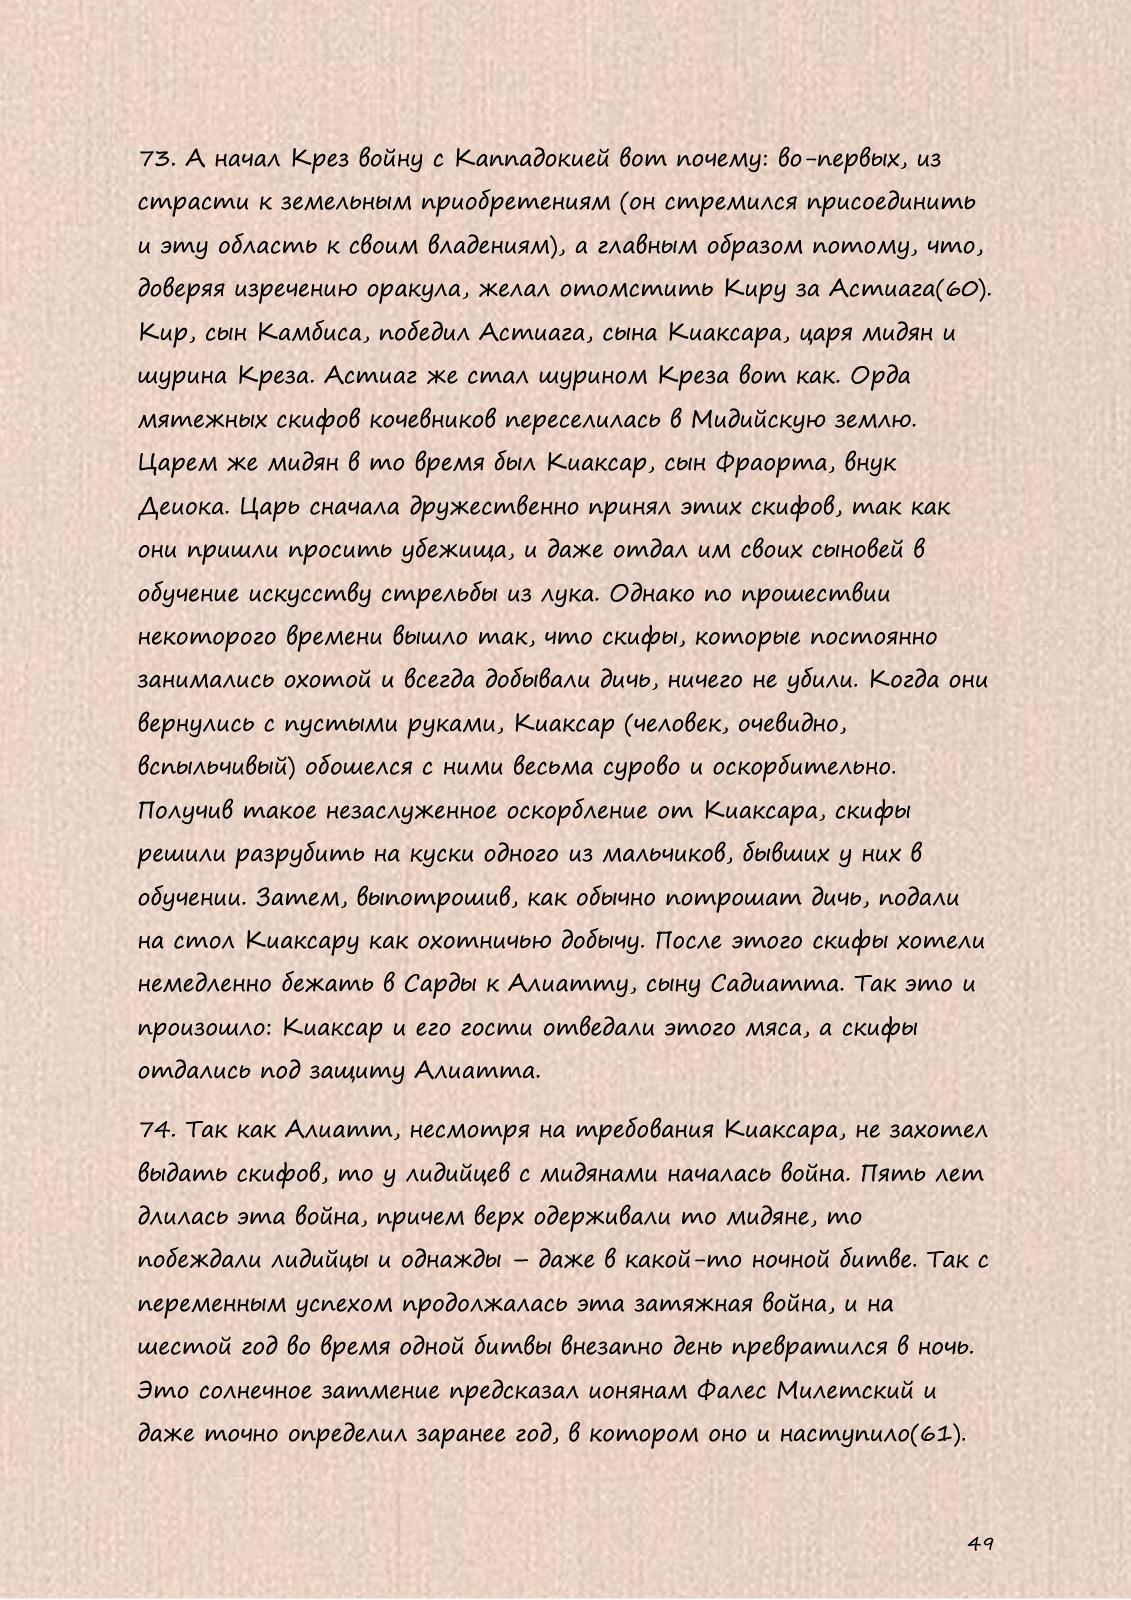 73. А начал Крез войну с Каппадокией вот почему: во-первых, из
страсти к земельным приобретениям (он стремился присоединить
и эту область к своим владениям), а главным образом потому, что,
доверяя изречению оракула, желал отомстить Киру за Астиага(60).
Кир, сын Камбиса, победил Астиага, сына Киаксара, царя мидян и
шурина Креза. Астиаг же стал шурином Креза вот как. Орда
мятежных скифов кочевников переселилась в Мидийскую землю.
Царем же мидян в то время был Киаксар, сын Фраорта, внук
Деиока. Царь сначала дружественно принял этих скифов, так как
они пришли просить убежища, и даже отдал им своих сыновей в
обучение искусству стрельбы из лука. Однако по прошествии
некоторого времени вышло так, что скифы, которые постоянно
занимались охотой и всегда добывали дичь, ничего не убили. Когда они
вернулись с пустыми руками, Киаксар (человек, очевидно,
вспыльчивый) обошелся с ними весьма сурово и оскорбительно.
Получив такое незаслуженное оскорбление от Киаксара, скифы
решили разрубить на куски одного из мальчиков, бывших у них в
обучении. Затем, выпотрошив, как обычно потрошат дичь, подали
на стол Киаксару как охотничью добычу. После этого скифы хотели
немедленно бежать в Сарды к Алиатту, сыну Садиатта. Так это и
произошло: Киаксар и его гости отведали этого мяса, а скифы
отдались под защиту Алиатта.
74. Так как Алиатт, несмотря на требования Киаксара, не захотел
выдать скифов, то у лидийцев с мидянами началась война. Пять лет
длилась эта война, причем верх одерживали то мидяне, то
побеждали лидийцы и однажды – даже в какой-то ночной битве. Так с
переменным успехом продолжалась эта затяжная война, и на
шестой год во время одной битвы внезапно день превратился в ночь.
Это солнечное затмение предсказал ионянам Фалес Милетский и
даже точно определил заранее год, в котором оно и наступило(61).
49